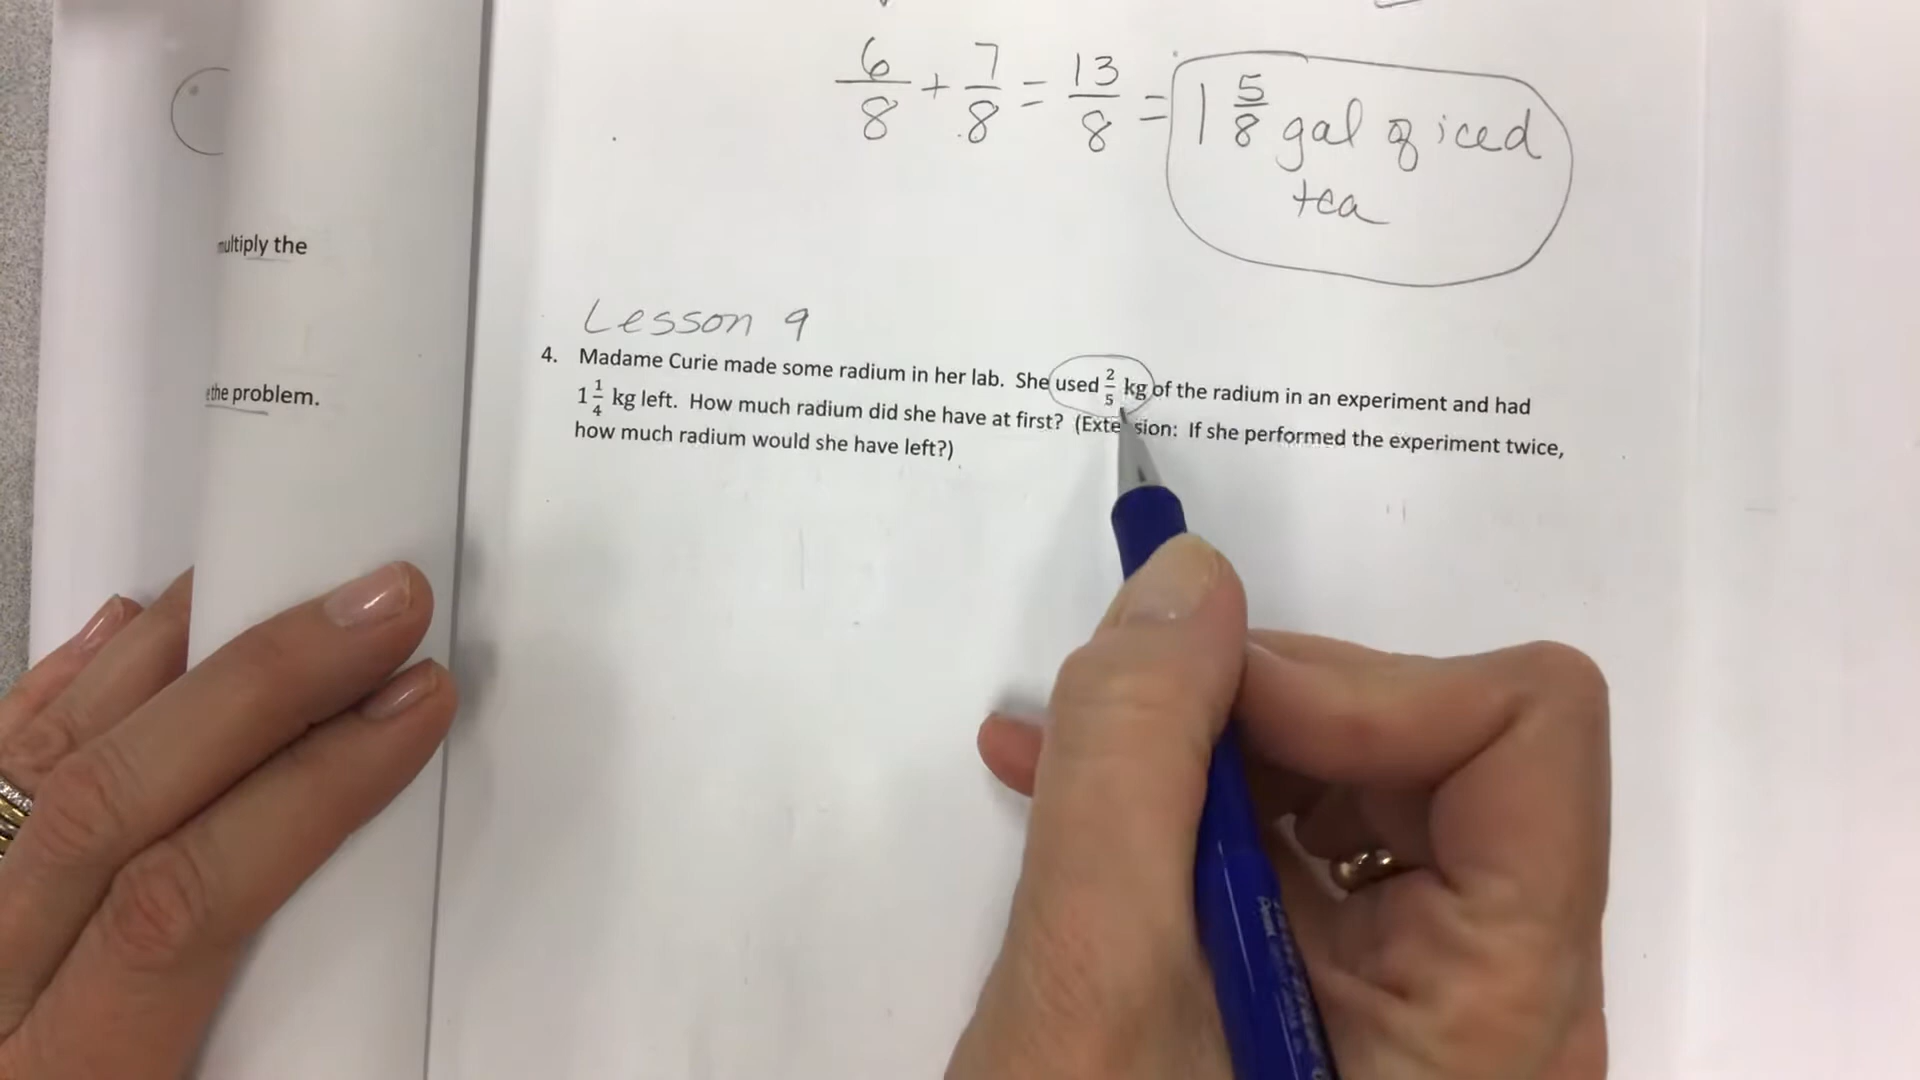 6/8 + 7/8 = 13/8 = 1 5/8 gal of iced
tea
multiply the
the problem.
Lesson 9
4. Madame Curie made some radium in her lab. She used 2/5 kg of the radium in an experiment and had
1 1/4 kg left. How much radium did she have at first? (Extension: If she performed the experiment twice,
how much radium would she have left?)